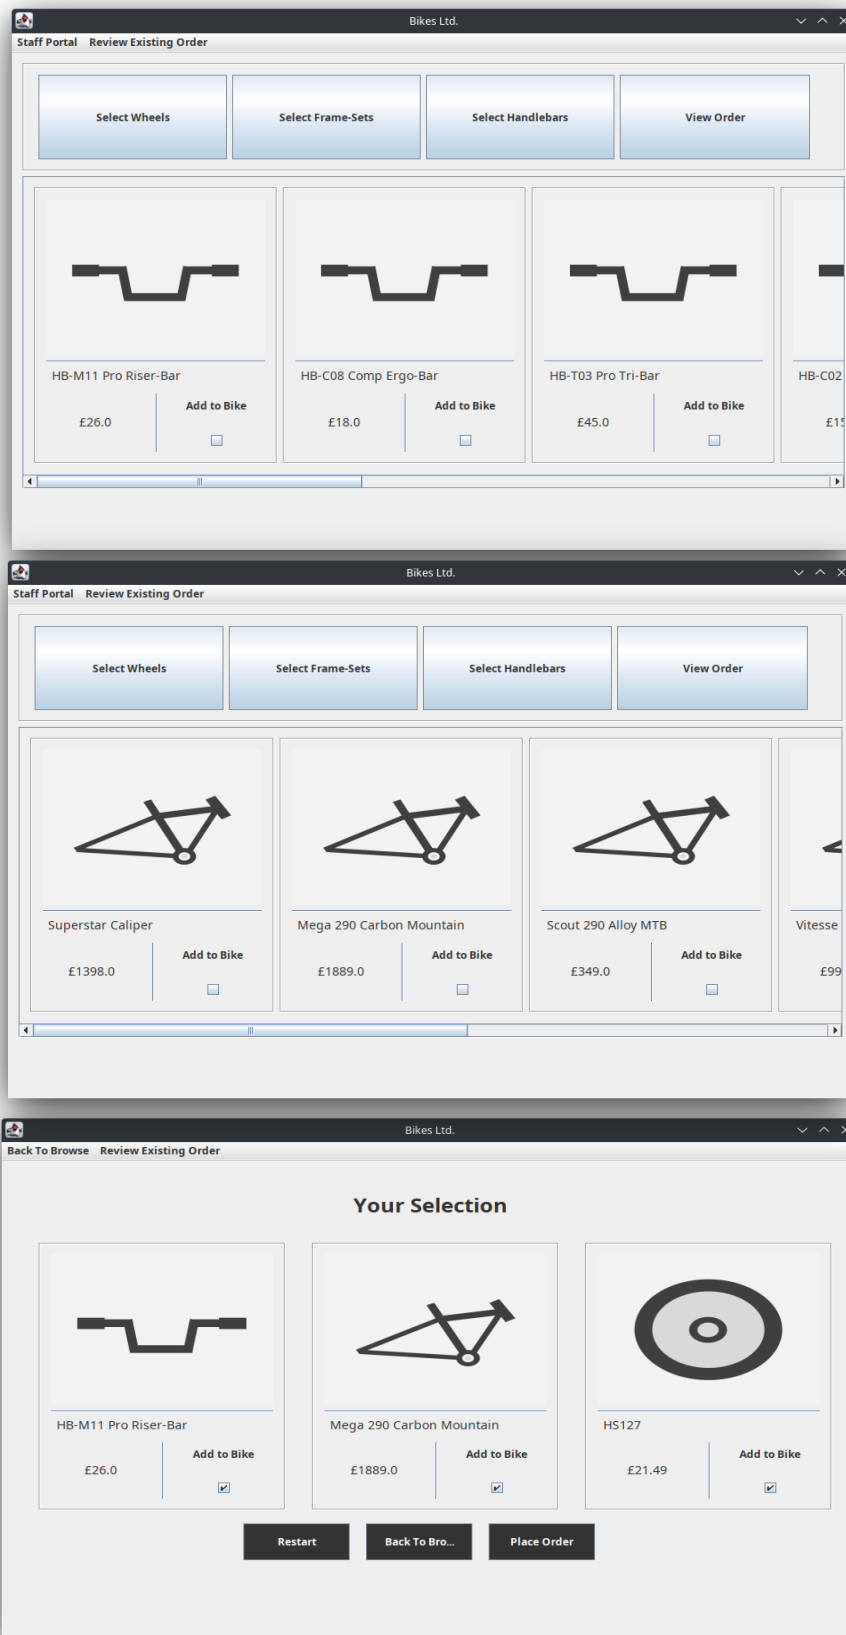 Bikes Ltd.
Staff Portal Review Existing Order
Select Wheels Select Frame-Sets Select Handlebars View Order
HB-M11 Pro Riser-Bar HB-C08 Comp Ergo-Bar HB-T03 Pro Tri-Bar HB-C02
Add to Bike Add to Bike Add to Bike
£26.0 £18.0 £45.0 £15
Bikes Ltd.
Staff Portal Review Existing Order
Select Wheels Select Frame-Sets Select Handlebars View Order
Superstar Caliper Mega 290 Carbon Mountain Scout 290 Alloy MTB Vitesse
Add to Bike Add to Bike Add to Bike
£1398.0 £1889.0 £349.0 £99
Bikes Ltd.
Back To Browse Review Existing Order
Your Selection
HB-M11 Pro Riser-Bar Mega 290 Carbon Mountain HS127
Add to Bike Add to Bike Add to Bike
£26.0 £1889.0 £21.49
Restart Back To Bro... Place Order